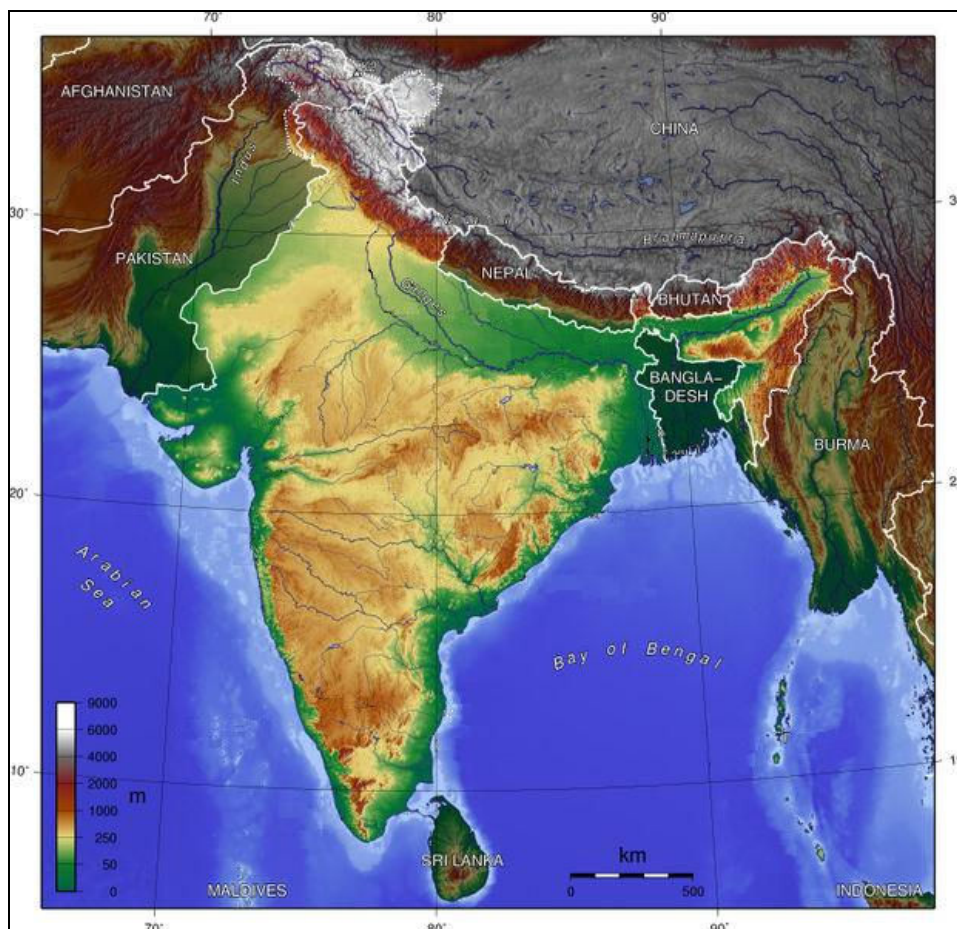 70° 80° 90°
AFGHANISTAN
CHINA
Indus
30°
3
Brahmaputra
PAKISTAN
NEPAL
Ganges
BHUTAN
BANGLA-
DESH
BURMA
20°
2
Arabian
Sea
Bay of Bengal
9000
6000
4000
2000
1000
250
50
0
m
10°
1
km
0 500
SRI LANKA
MALDIVES
INDONESIA
70° 80° 90°